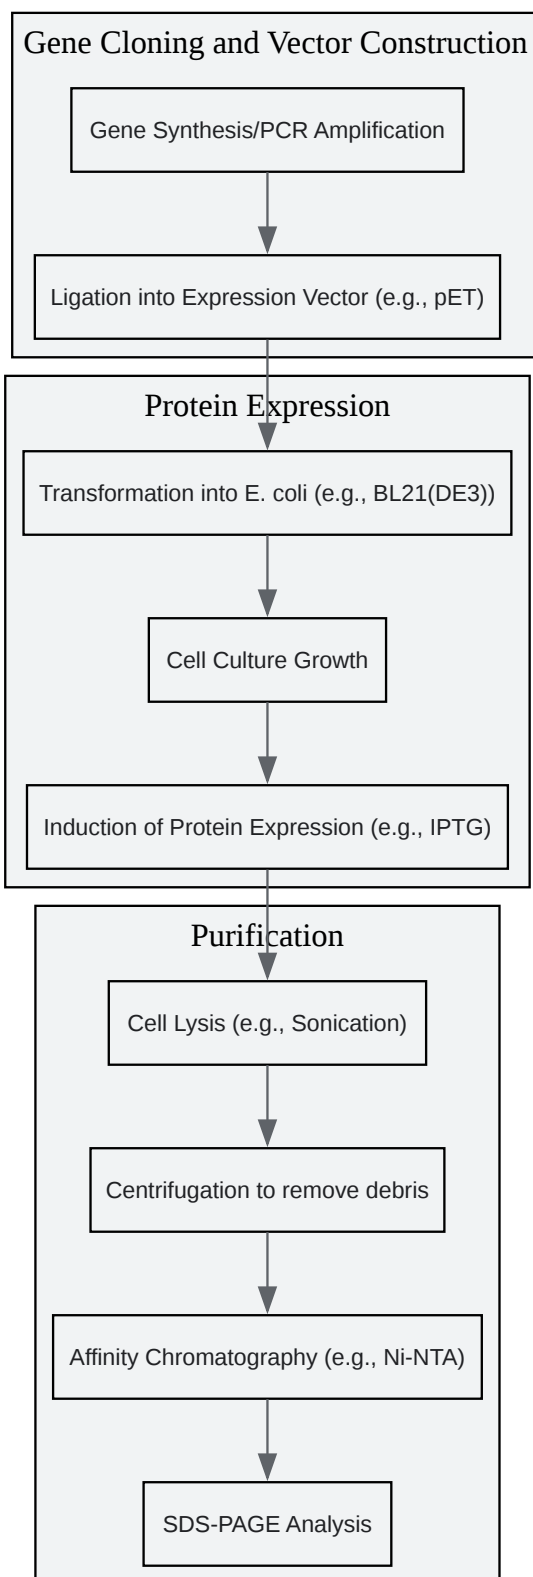 Gene Cloning and Vector Construction
Gene Synthesis/PCR Amplification
Ligation into Expression Vector (e.g., pET)
Protein Expression
Transformation into E. coli (e.g., BL21(DE3))
Cell Culture Growth
Induction of Protein Expression (e.g., IPTG)
Purification
Cell Lysis (e.g., Sonication)
Centrifugation to remove debris
Affinity Chromatography (e.g., Ni-NTA)
SDS-PAGE Analysis